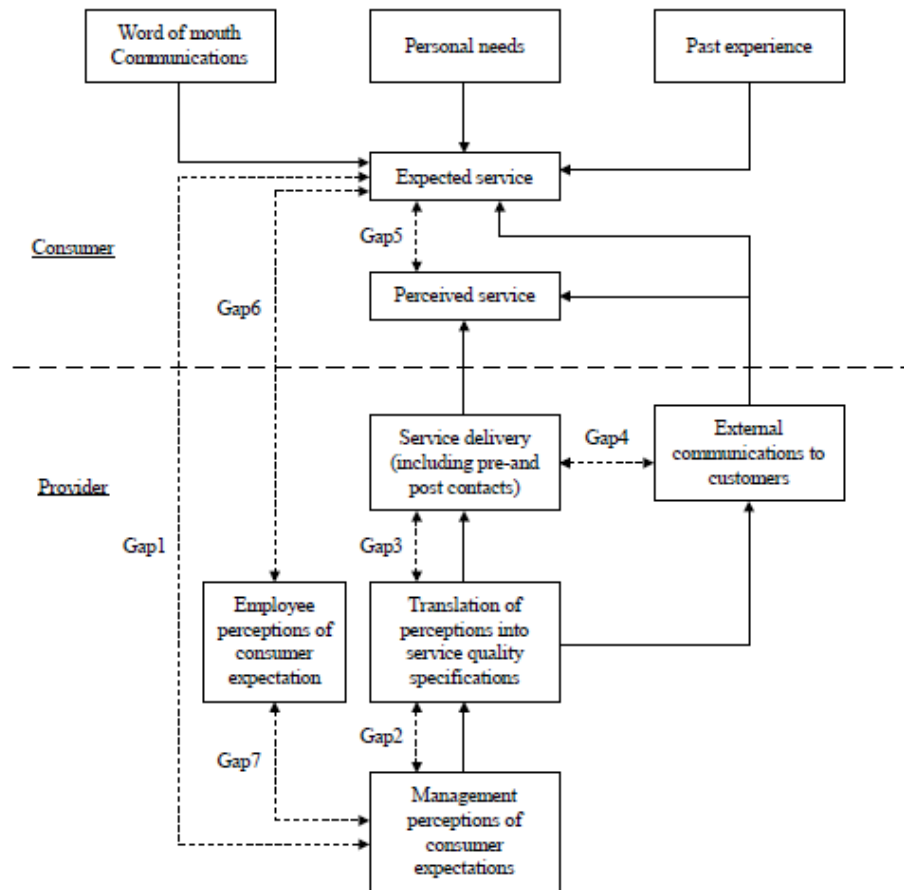 Word of mouth
Communications
Personal needs
Past experience
Expected service
Gap5
Consumer
Perceived service
Gap6
Service delivery
(including pre-and
post contacts)
Gap4
External
communications to
customers
Provider
Gap1
Gap3
Employee
perceptions of
consumer
expectation
Translation of
perceptions into
service quality
specifications
Gap2
Gap7
Management
perceptions of
consumer
expectations